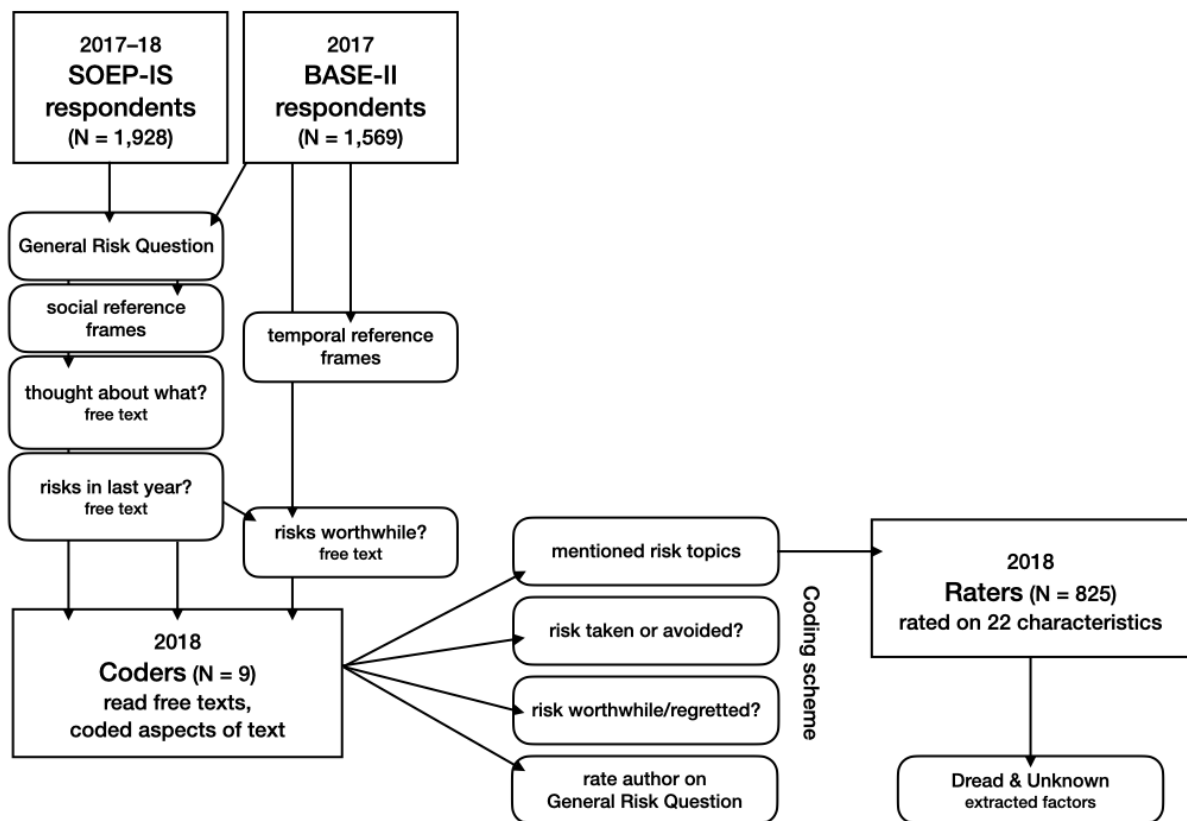 2017–18
SOEP-IS
respondents
(N = 1,928)
2017
BASE-II
respondents
(N = 1,569)
General Risk Question
social reference
frames
temporal reference
frames
thought about what?
free text
risks in last year?
free text
risks worthwhile?
free text
2018
Coders (N = 9)
read free texts,
coded aspects of text
mentioned risk topics
risk taken or avoided?
risk worthwhile/regretted?
rate author on
General Risk Question
Coding scheme
2018
Raters (N = 825)
rated on 22 characteristics
Dread & Unknown
extracted factors